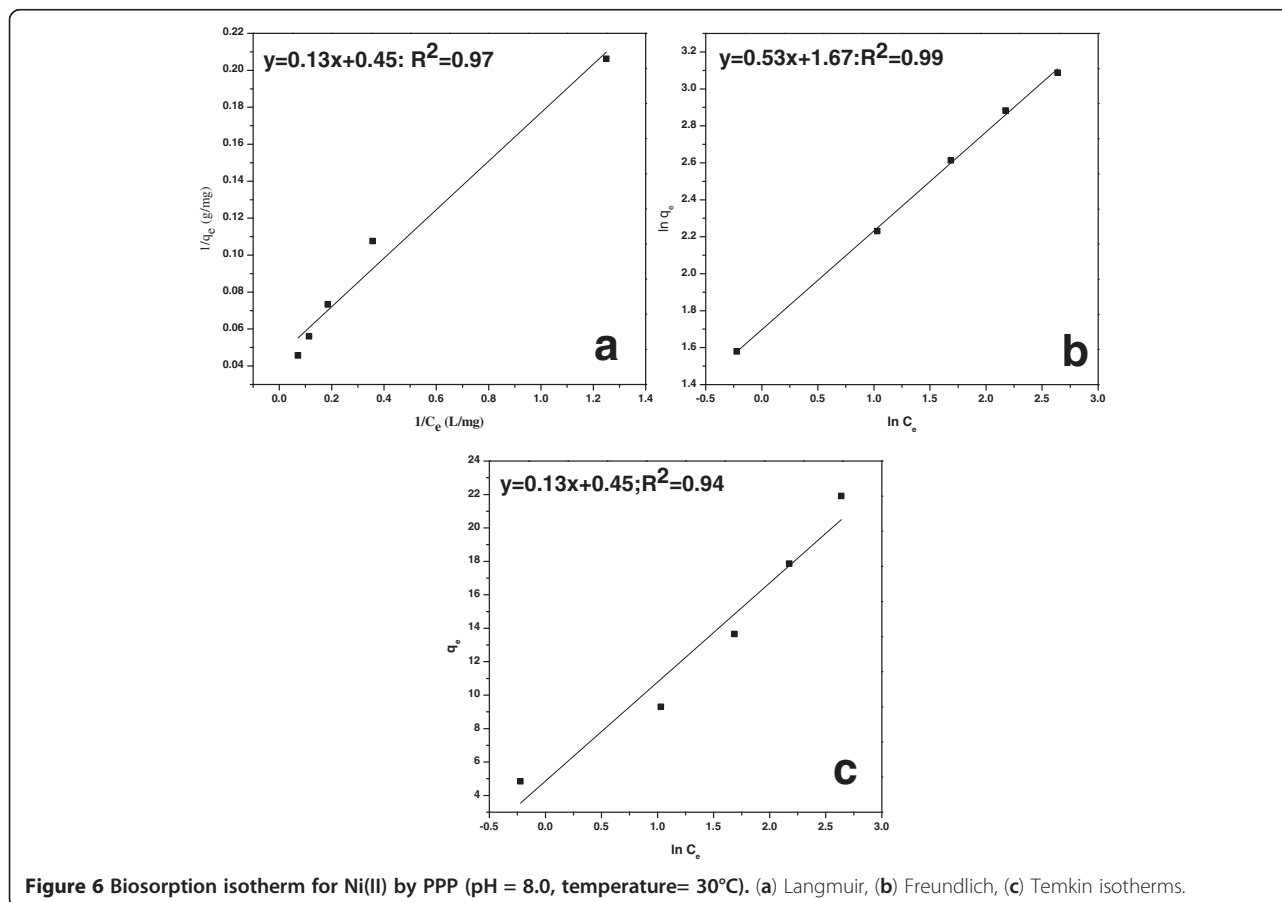 y=0.13x+0.45: R²=0.97
0.22
0.20
0.18
0.16
0.14
0.12
0.10
0.08
0.06
0.04
1/qe (g/mg)
0.0 0.2 0.4 0.6 0.8 1.0 1.2 1.4
1/Ce (L/mg)
a
y=0.53x+1.67:R²=0.99
3.2
3.0
2.8
2.6
2.4
2.2
2.0
1.8
1.6
1.4
ln qe
-0.5 0.0 0.5 1.0 1.5 2.0 2.5 3.0
ln Ce
b
y=0.13x+0.45;R²=0.94
24
22
20
18
16
14
12
10
8
6
4
qe
-0.5 0.0 0.5 1.0 1.5 2.0 2.5 3.0
ln Ce
c
Figure 6 Biosorption isotherm for Ni(II) by PPP (pH = 8.0, temperature= 30°C). (a) Langmuir, (b) Freundlich, (c) Temkin isotherms.